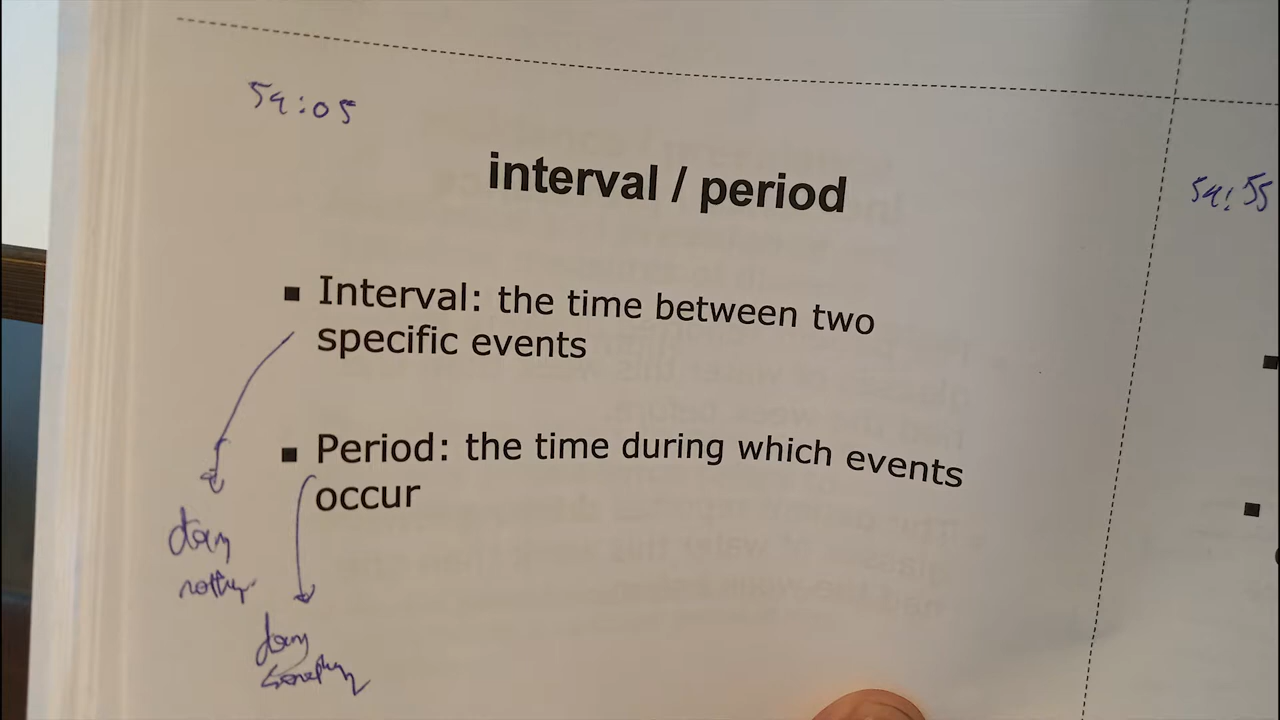 54:05
interval / period
54:55
▪ Interval: the time between two
specific events
▪ Period: the time during which events
occur
doing
nothing
doing
something